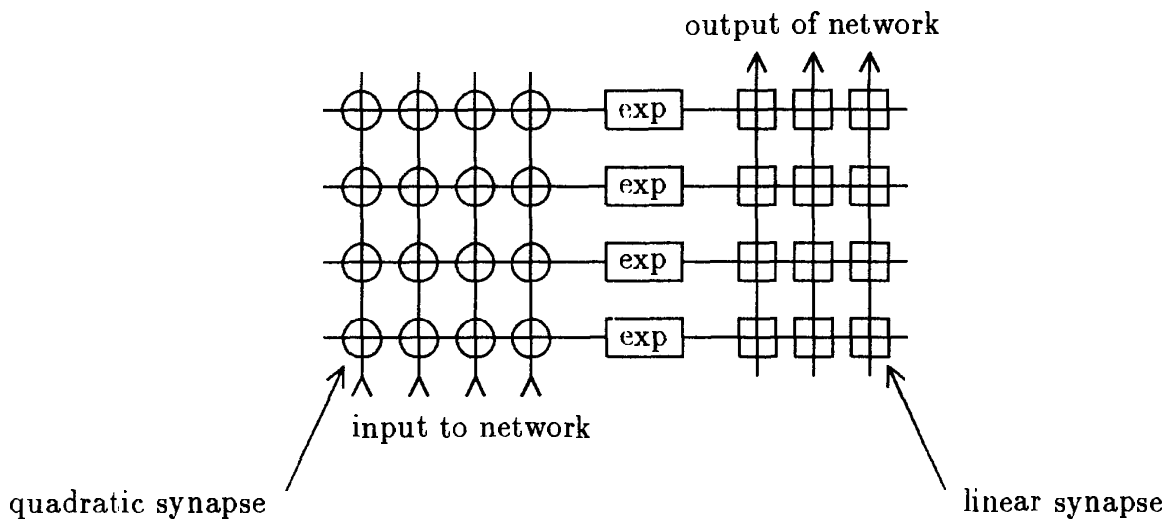 output of network
exp
exp
exp
exp
input to network
quadratic synapse
linear synapse